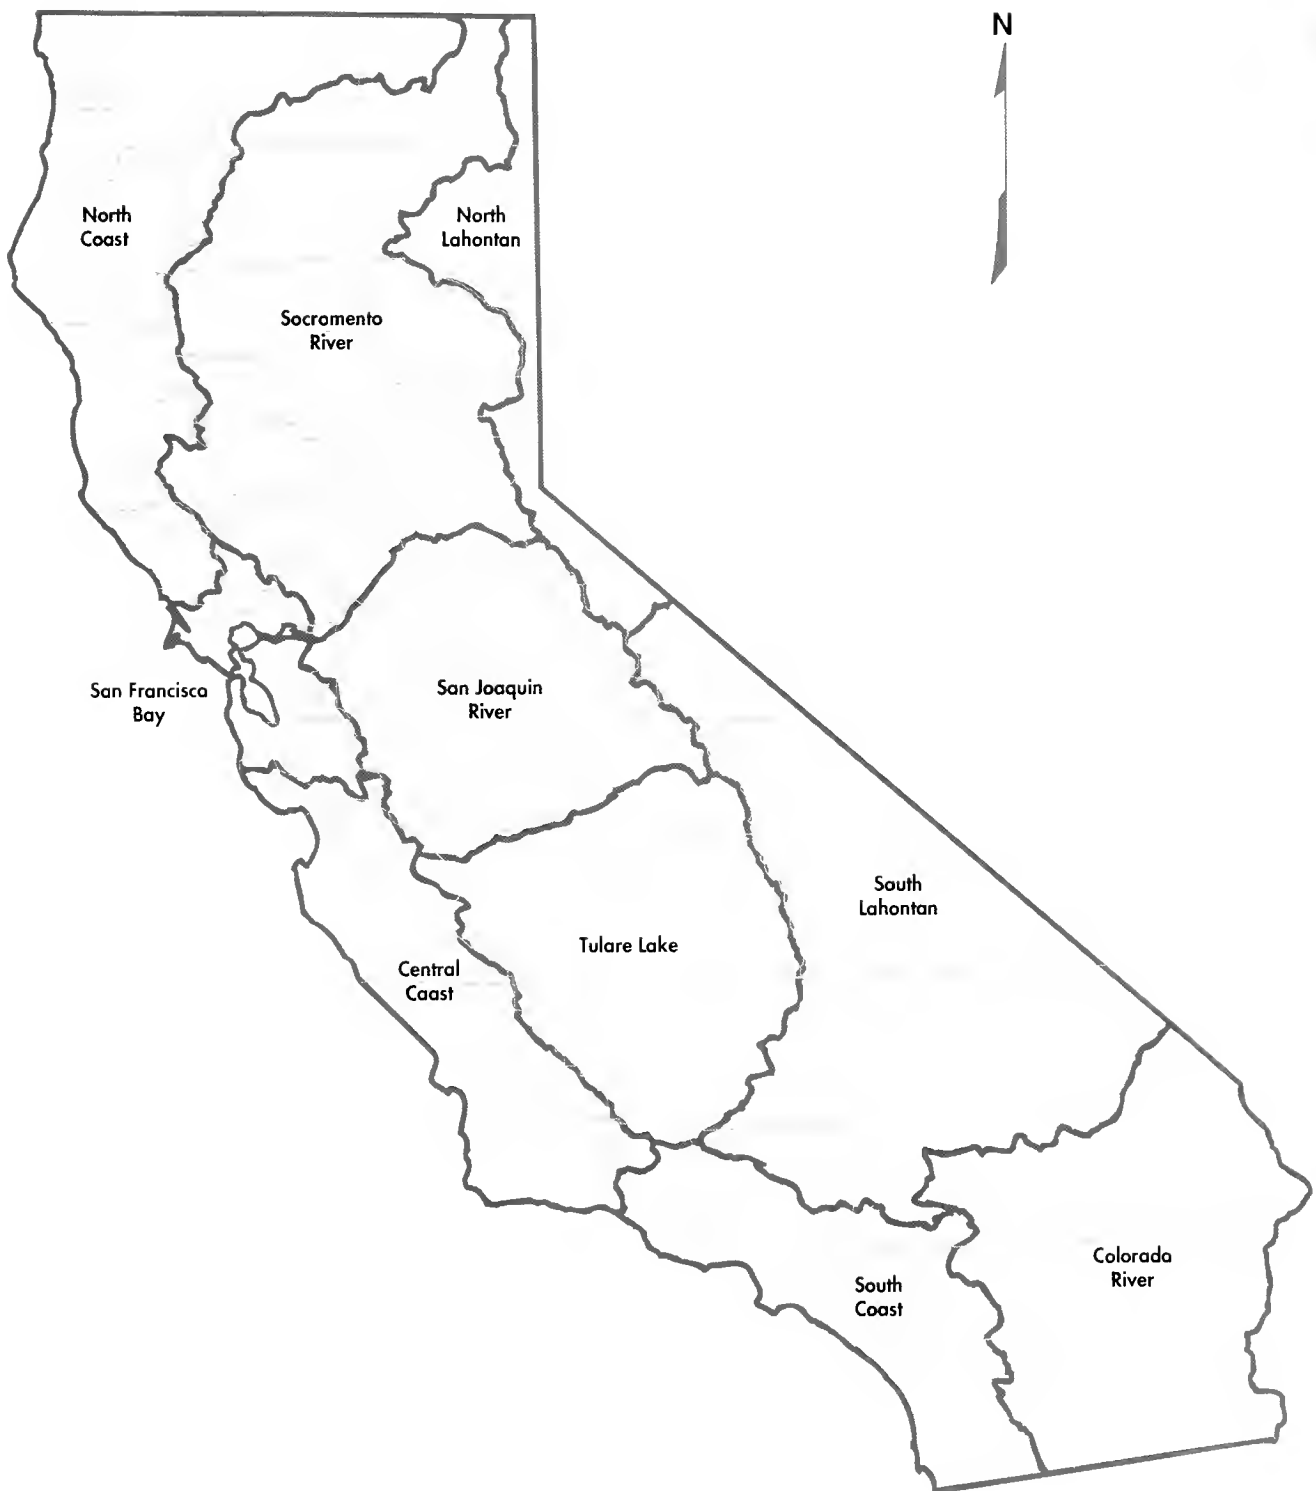 N
North
Coast
North
Lahontan
Socromento
River
San Francisca
Bay
San Joaquin
River
South
Lahontan
Tulare Lake
Central
Caast
Colorada
River
South
Coast